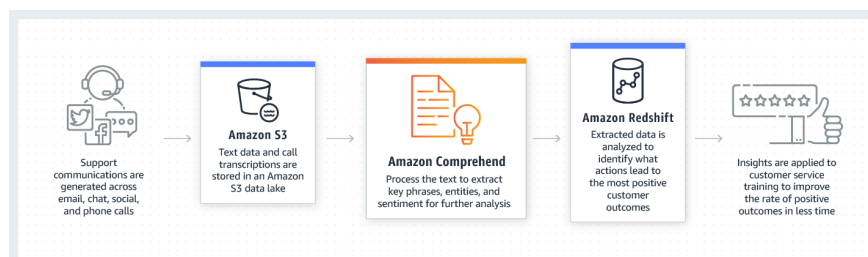 Support
communications are
generated across
email, chat, social,
and phone calls
Amazon S3
Text data and call
transcriptions are
stored in an Amazon
S3 data lake
Amazon Comprehend
Process the text to extract
key phrases, entities, and
sentiment for further analysis
Amazon Redshift
Extracted data is
analyzed to
identify what
actions lead to
the most positive
customer
outcomes
Insights are applied to
customer service
training to improve
the rate of positive
outcomes in less time